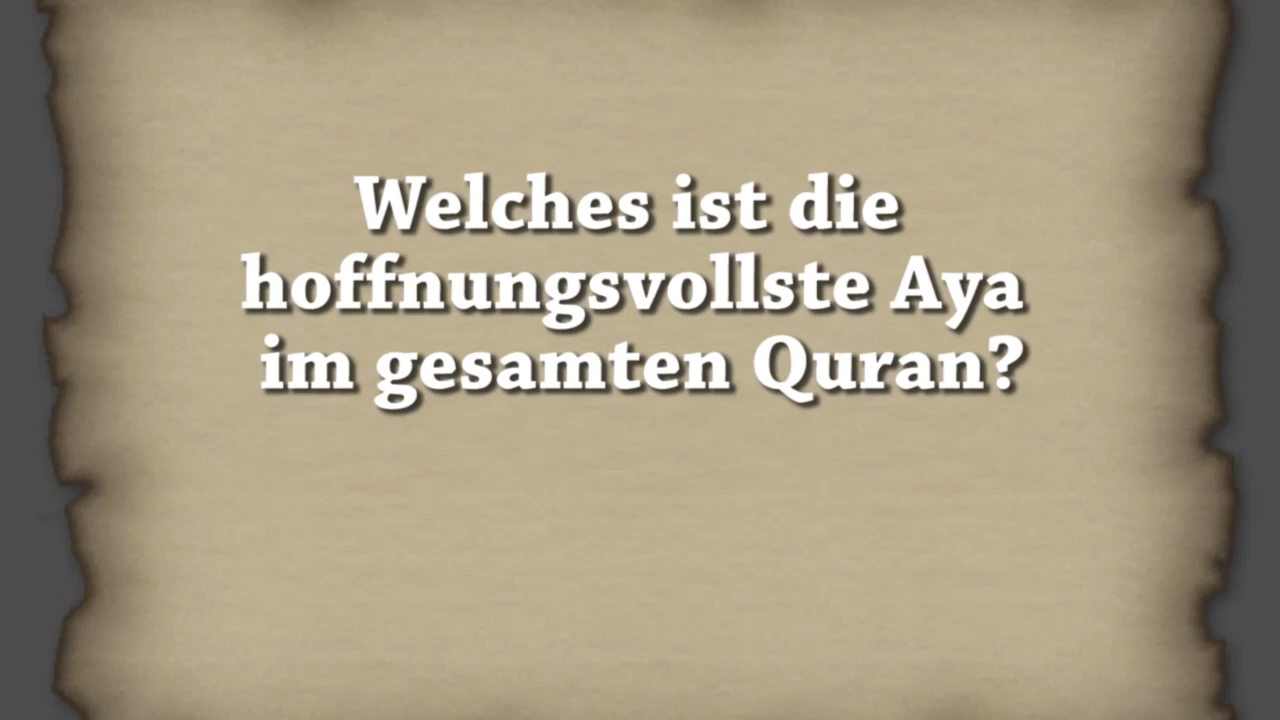 Welches ist die
hoffnungsvollste Aya
im gesamten Quran?